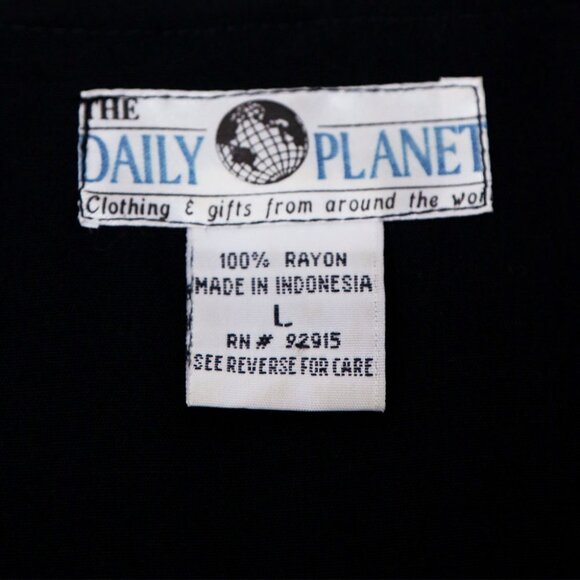 THE
DAILY PLANET
Clothing & gifts from around the wor
100% RAYON
MADE IN INDONESIA
L
RN# 92915
SEE REVERSE FOR CARE